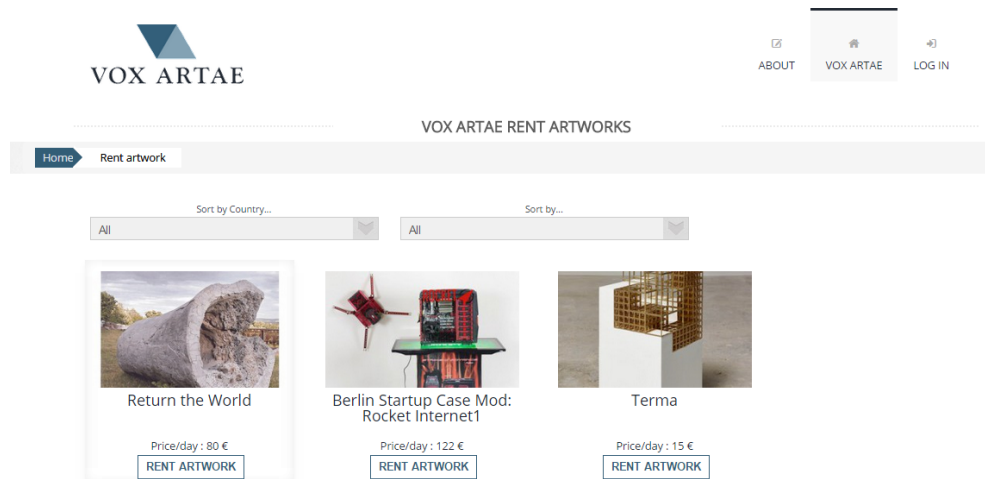 VOX ARTAE
ABOUT
VOX ARTAE
LOG IN
VOX ARTAE RENT ARTWORKS
Home
Rent artwork
Sort by Country...
Sort by...
All
All
Return the World
Berlin Startup Case Mod:
Rocket Internet1
Terma
Price/day : 80 €
Price/day : 122 €
Price/day : 15 €
RENT ARTWORK
RENT ARTWORK
RENT ARTWORK